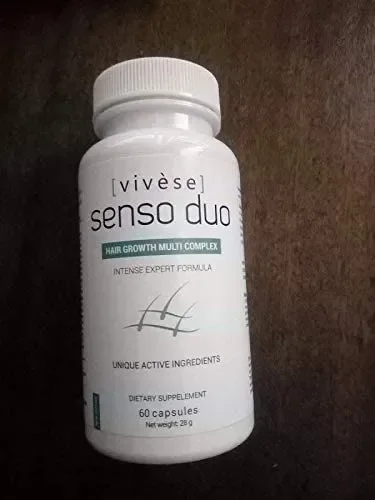 [vivèse]
senso duo
HAIR GROWTH MULTI COMPLEX
INTENSE EXPERT FORMULA
UNIQUE ACTIVE INGREDIENTS
DIETARY SUPPLEMENT
60 capsules
Net weight: 28 g